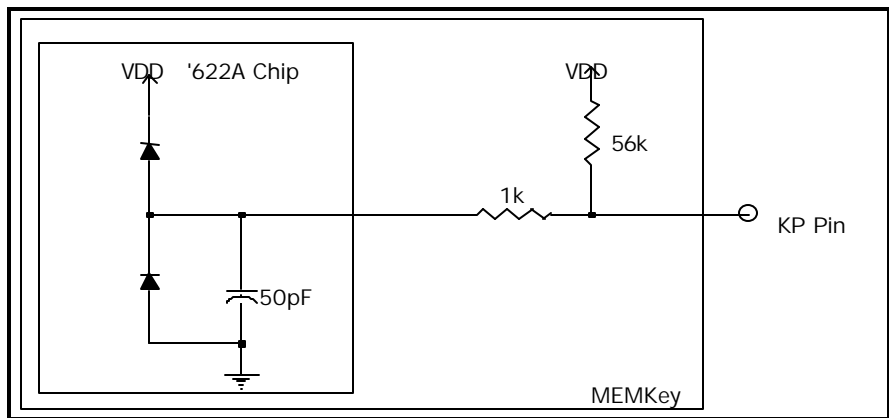 VDD '622A Chip
VDD
56k
1k
KP Pin
50pF
MEMKey